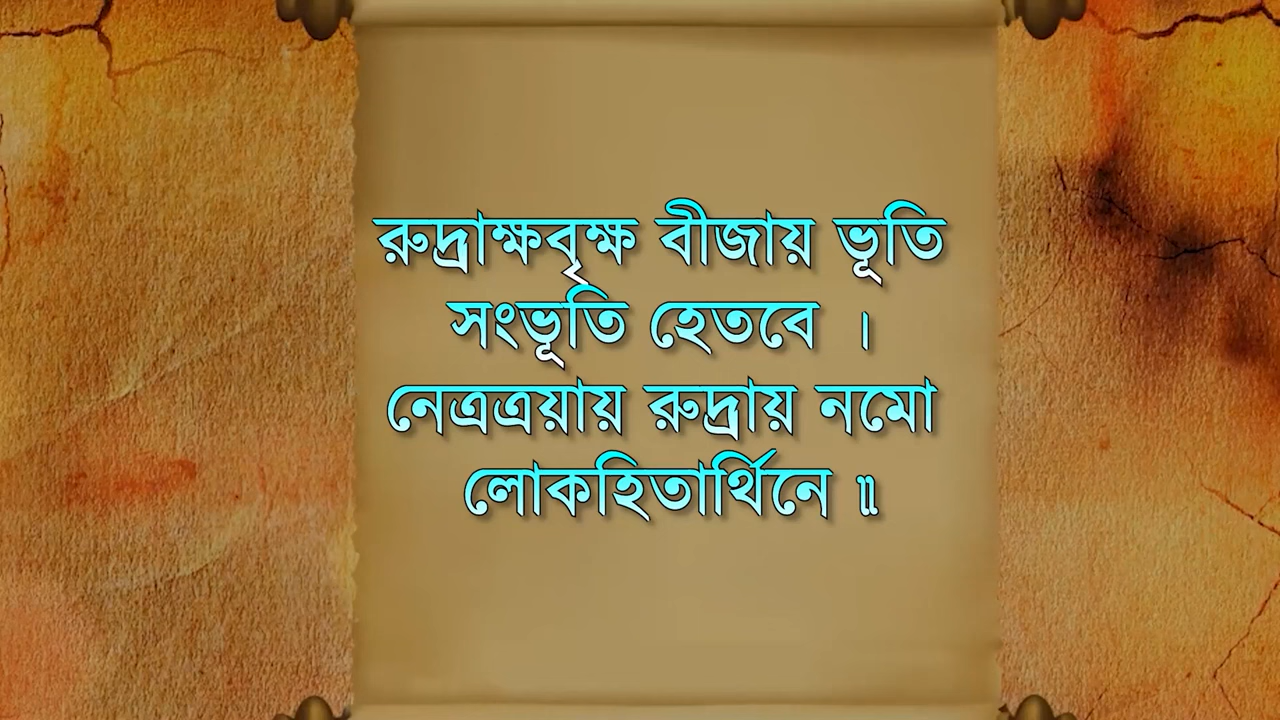 রুদ্রাক্ষবৃক্ষ বীজায় ভূতি
সংভূতি হেতবে ।
নেত্রত্রয়ায় রুদ্রায় নমো
লোকহিতার্থিনে ॥